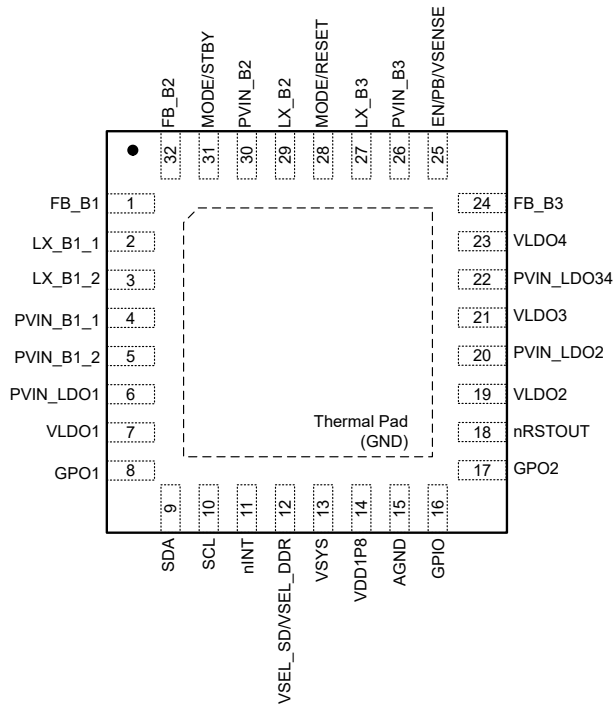 FB_B2
MODE/STBY
PVIN_B2
LX_B2
MODE/RESET
LX_B3
PVIN_B3
EN/PB/VSENSE
32
31
30
29
28
27
26
25
FB_B1 1
LX_B1_1 2
LX_B1_2 3
PVIN_B1_1 4
PVIN_B1_2 5
PVIN_LDO1 6
VLDO1 7
GPO1 8
24 FB_B3
23 VLDO4
22 PVIN_LDO34
21 VLDO3
20 PVIN_LDO2
19 VLDO2
18 nRSTOUT
17 GPO2
Thermal Pad
(GND)
9
10
11
12
13
14
15
16
SDA
SCL
nINT
VSEL_SD/VSEL_DDR
VSYS
VDD1P8
AGND
GPIO